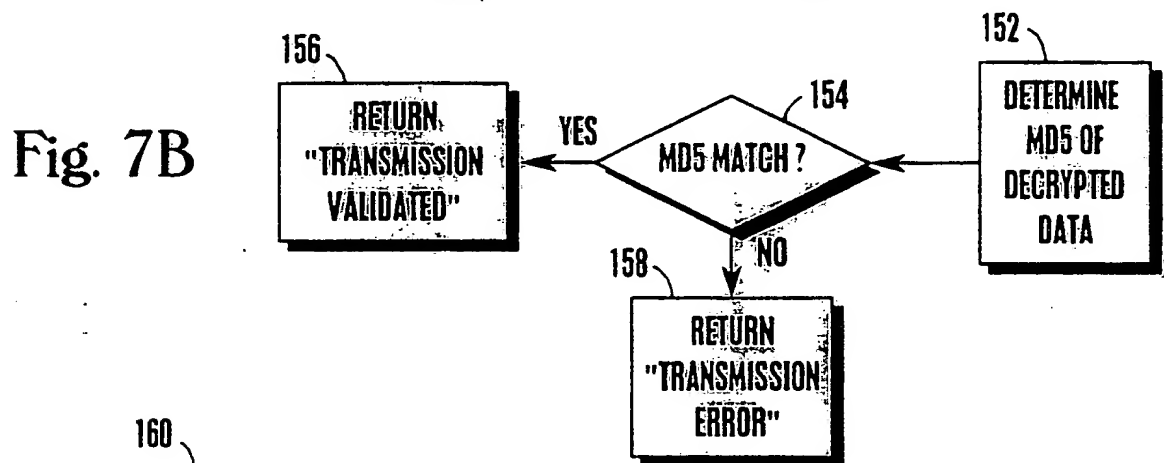 Fig. 7B
156
RETURN
"TRANSMISSION
VALIDATED"
YES
154
MD5 MATCH ?
152
DETERMINE
MD5 OF
DECRYPTED
DATA
NO
158
RETURN
"TRANSMISSION
ERROR"
160